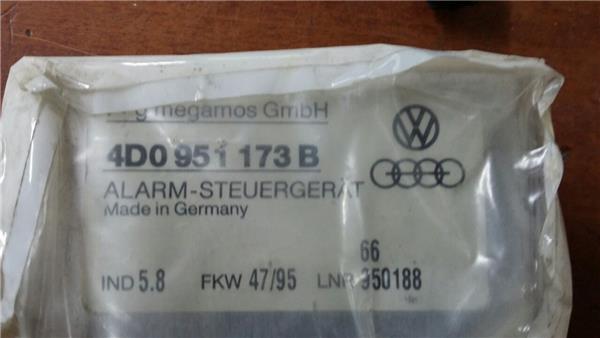 megamos GmbH
4D0 951 173 B
ALARM-STEUERGERÄT
Made in Germany
66
IND 5.8 FKW 47/95 LNR 350188